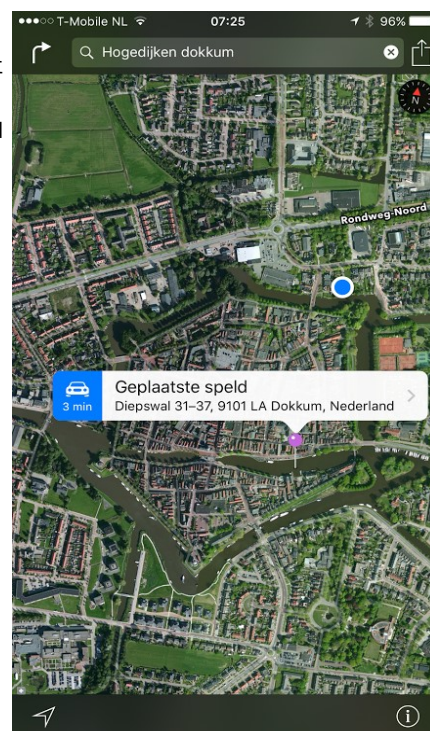 T-Mobile NL 07:25 96%
Hogedijken dokkum
N
Rondweg-Noord
3 min
Geplaatste speld
Diepswal 31–37, 9101 LA Dokkum, Nederland